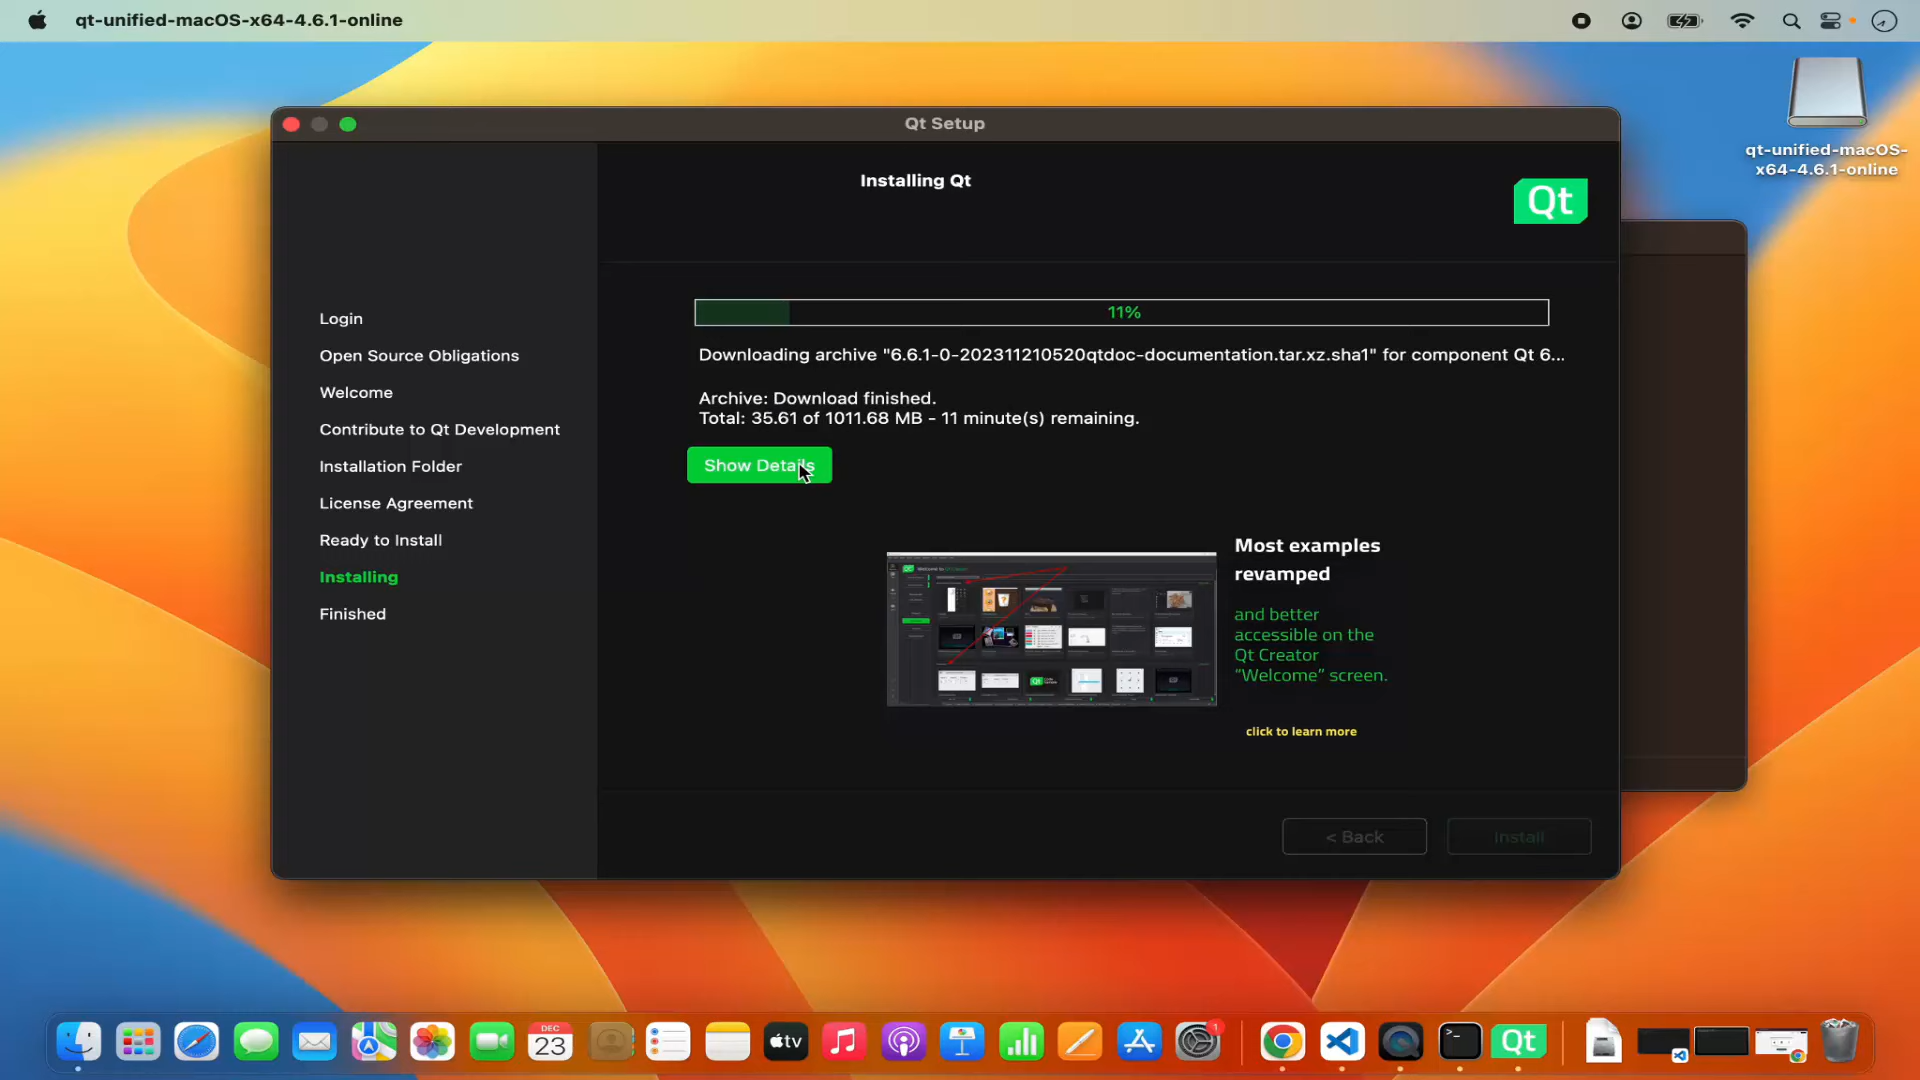 qt-unified-macOS-x64-4.6.1-online
qt-unified-macOS-
x64-4.6.1-online
Qt Setup
Installing Qt
Qt
Login
Open Source Obligations
Welcome
Contribute to Qt Development
Installation Folder
License Agreement
Ready to Install
Installing
Finished
11%
Downloading archive "6.6.1-0-202311210520qtdoc-documentation.tar.xz.sha1" for component Qt 6...
Archive: Download finished.
Total: 35.61 of 1011.68 MB - 11 minute(s) remaining.
Show Details
Most examples
revamped
and better
accessible on the
Qt Creator
"Welcome" screen.
click to learn more
< Back
Install
DEC
23
tv
1
>_
Qt